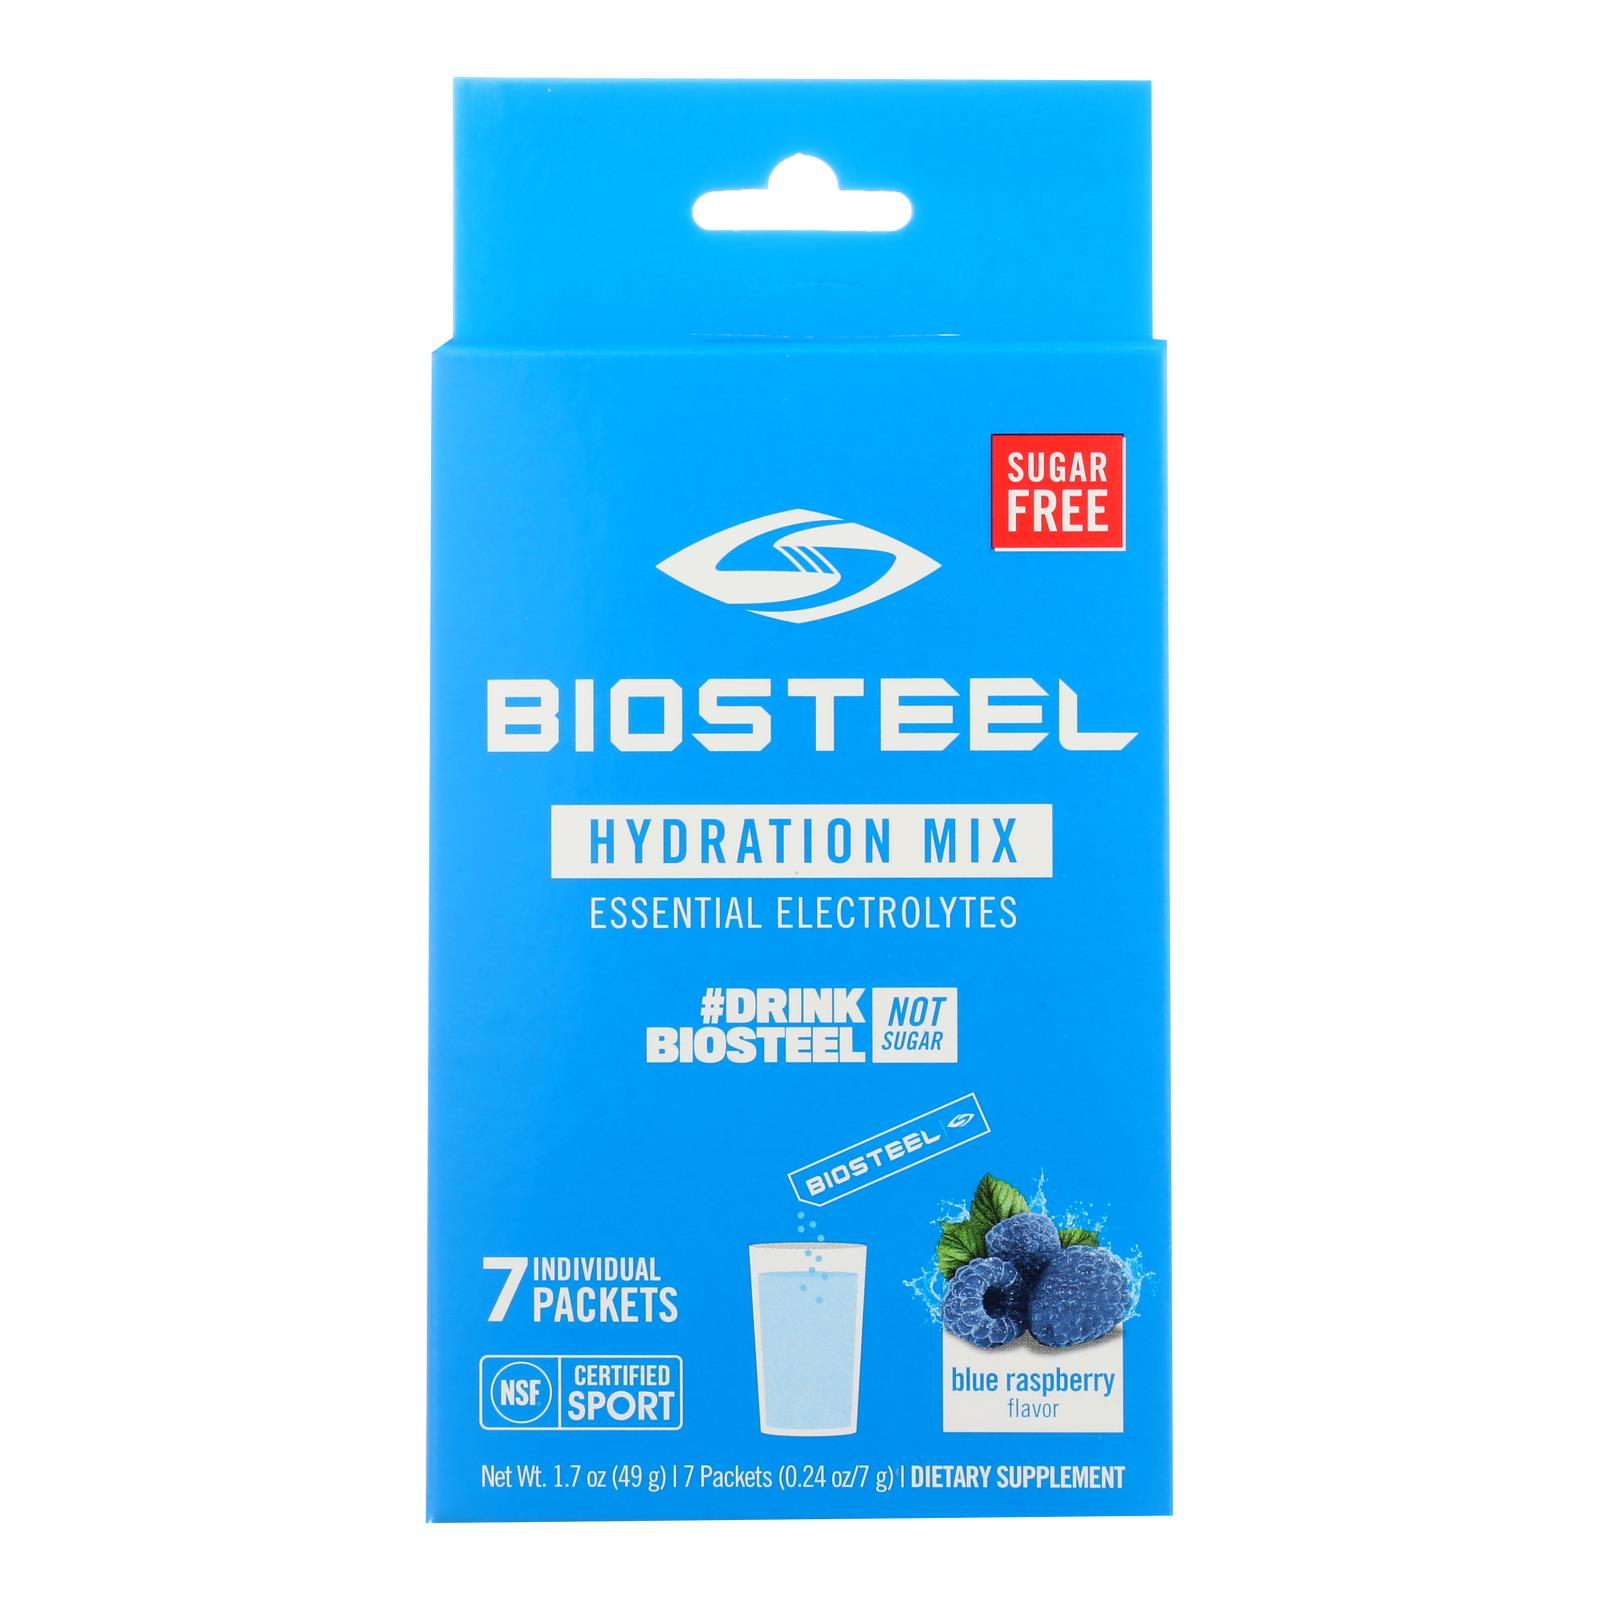 SUGAR
FREE
BIOSTEEL
HYDRATION MIX
ESSENTIAL ELECTROLYTES
#DRINK
BIOSTEEL
NOT
SUGAR
BIOSTEEL
7 INDIVIDUAL
PACKETS
NSF
CERTIFIED
SPORT
blue raspberry
flavor
Net Wt. 1.7 oz (49 g) | 7 Packets (0.24 oz/7 g) | DIETARY SUPPLEMENT